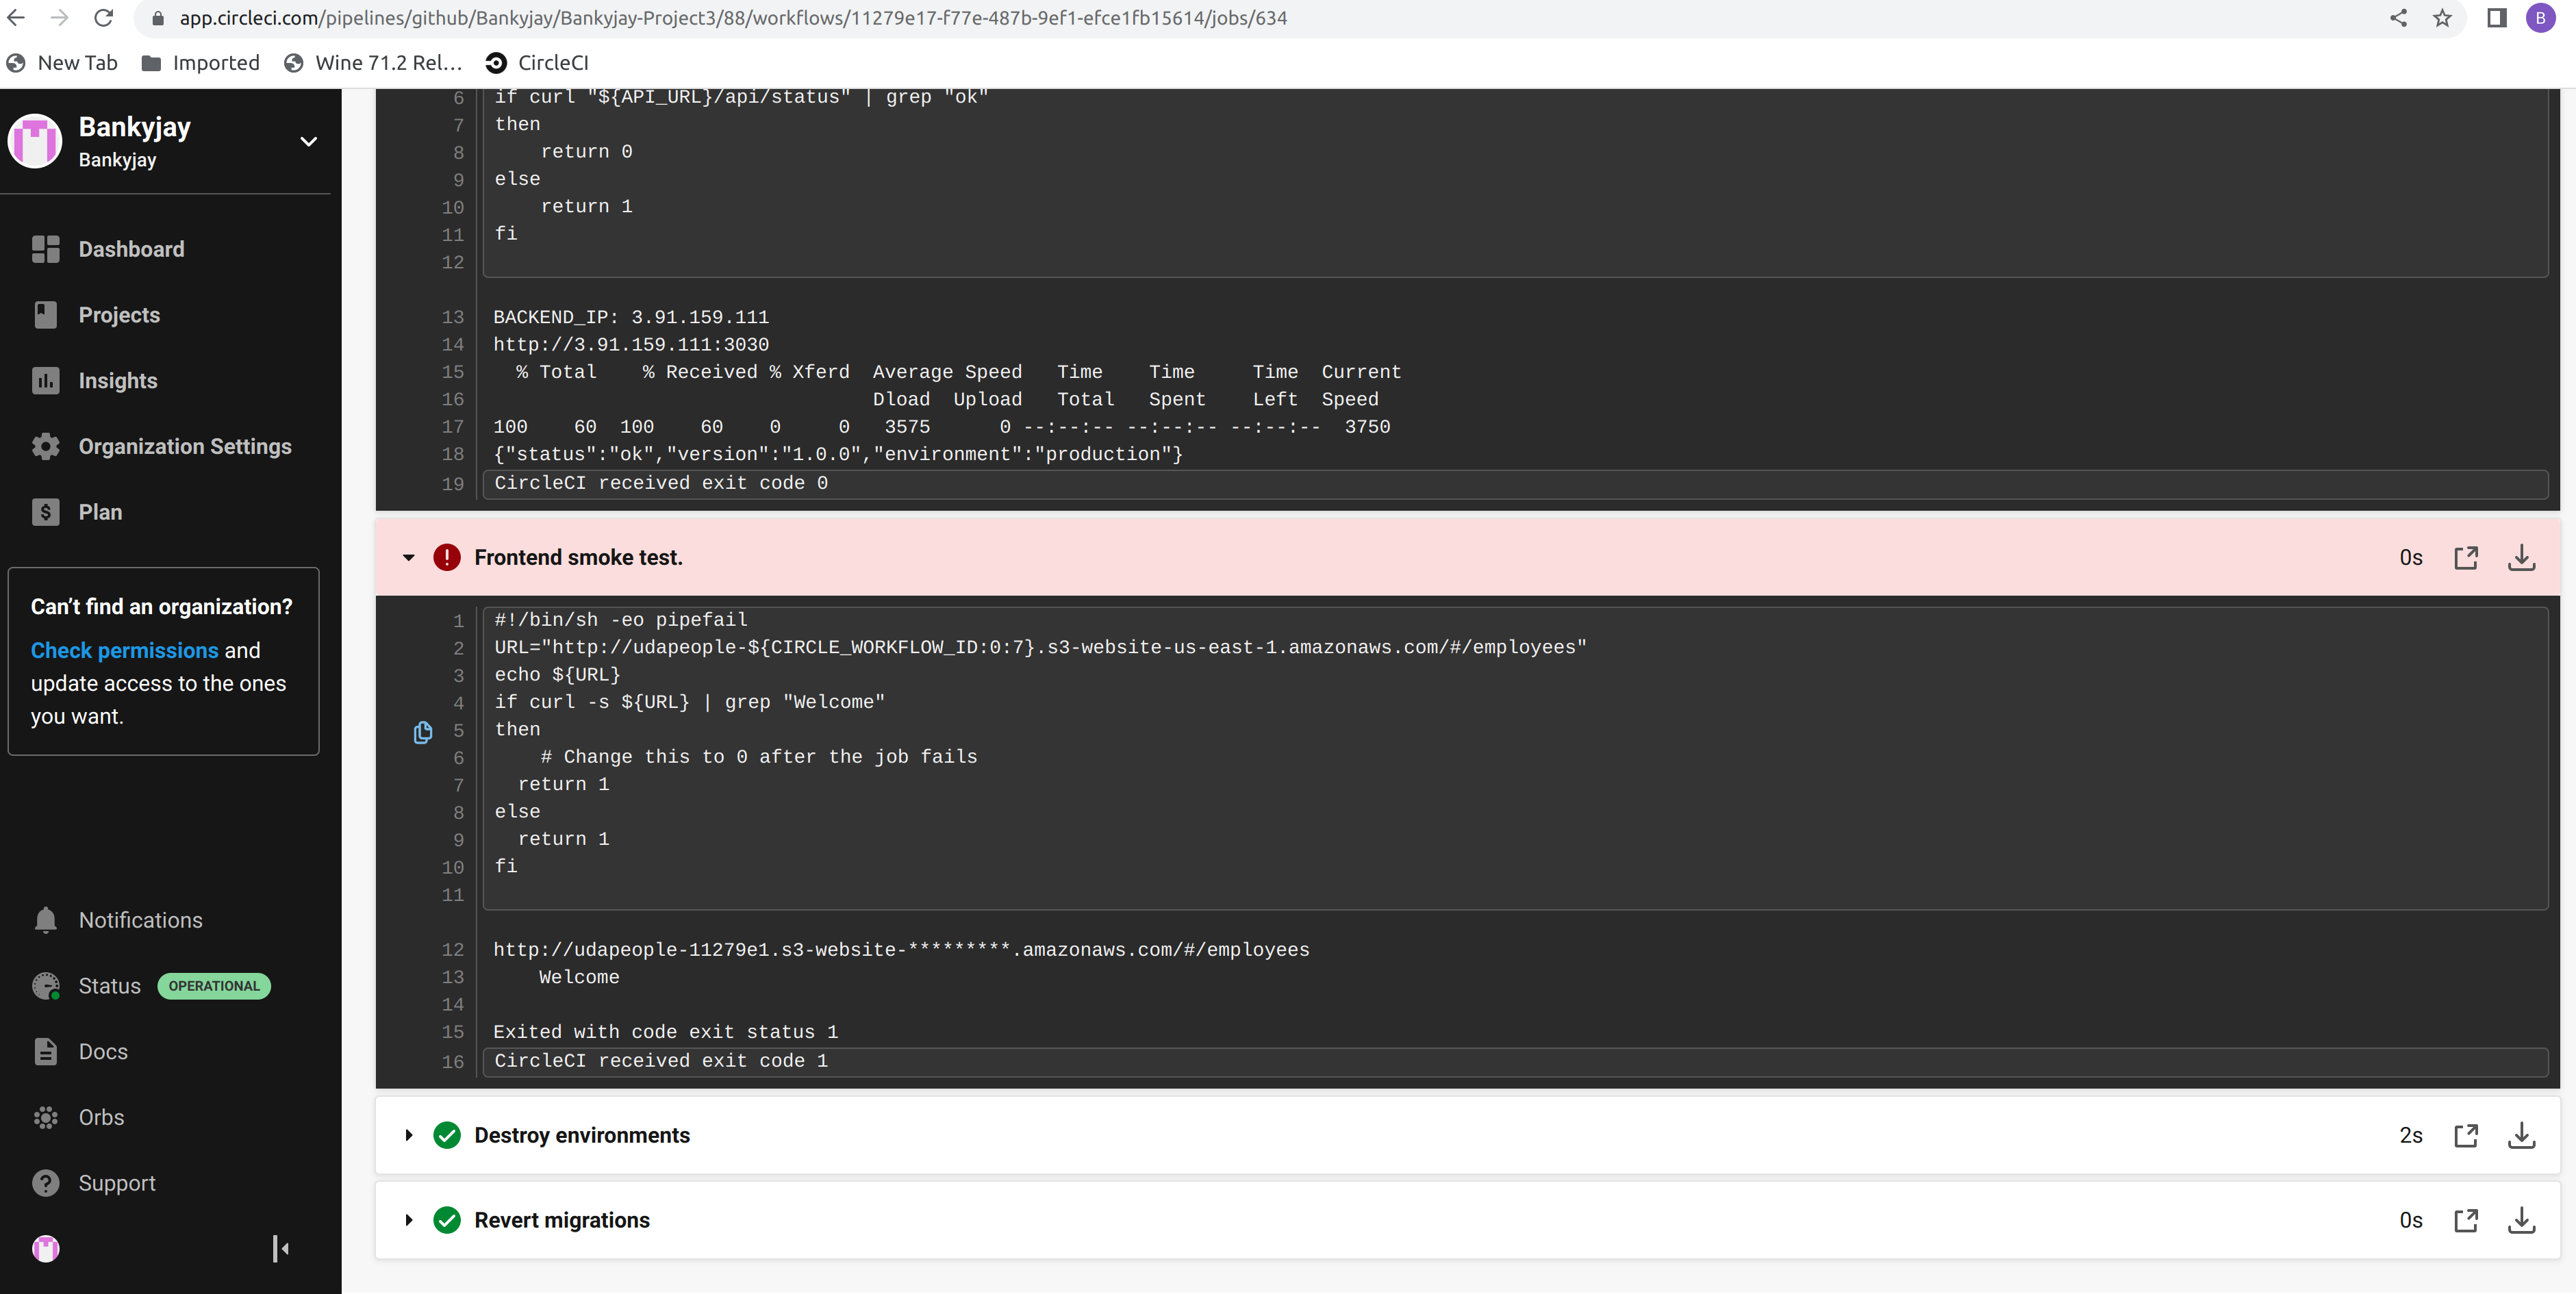 app.circleci.com/pipelines/github/Bankyjay/Bankyjay-Project3/88/workflows/11279e17-f77e-487b-9ef1-efce1fb15614/jobs/634
B
New Tab
Imported
Wine 71.2 Rel...
CircleCI
Bankyjay
Bankyjay
Dashboard
Projects
Insights
Organization Settings
Plan
Can't find an organization?
Check permissions and
update access to the ones
you want.
Notifications
Status OPERATIONAL
Docs
Orbs
Support
6 if curl "${API_URL}/api/status" | grep "ok"
7 then
8     return 0
9 else
10     return 1
11 fi
12
13 BACKEND_IP: 3.91.159.111
14 http://3.91.159.111:3030
15   % Total    % Received % Xferd  Average Speed   Time    Time     Time  Current
16                                  Dload  Upload   Total   Spent    Left  Speed
17 100    60  100    60    0     0   3575      0 --:--:-- --:--:-- --:--:--  3750
18 {"status":"ok","version":"1.0.0","environment":"production"}
19 CircleCI received exit code 0
Frontend smoke test. 0s
1 #!/bin/sh -eo pipefail
2 URL="http://udapeople-${CIRCLE_WORKFLOW_ID:0:7}.s3-website-us-east-1.amazonaws.com/#/employees"
3 echo ${URL}
4 if curl -s ${URL} | grep "Welcome"
5 then
6     # Change this to 0 after the job fails
7   return 1
8 else
9   return 1
10 fi
11
12 http://udapeople-11279e1.s3-website-*********.amazonaws.com/#/employees
13     Welcome
14
15 Exited with code exit status 1
16 CircleCI received exit code 1
Destroy environments 2s
Revert migrations 0s